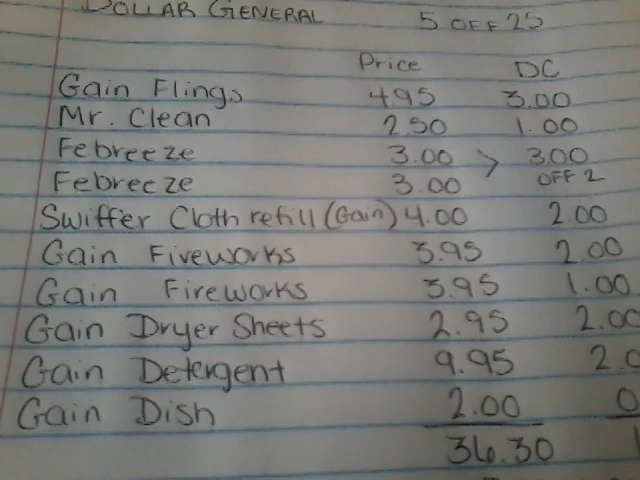 DOLLAR GENERAL 5 OFF 25
Price DC
Gain Flings 4.95 3.00
Mr. Clean 2.50 1.00
Febreeze 3.00 > 3.00
Febreeze 3.00 OFF 2
Swiffer Cloth refill (Gain) 4.00 2.00
Gain Fireworks 3.95 2.00
Gain Fireworks 3.95 1.00
Gain Dryer Sheets 2.95 2.00
Gain Detergent 9.95 2.0
Gain Dish 2.00 0
36.30